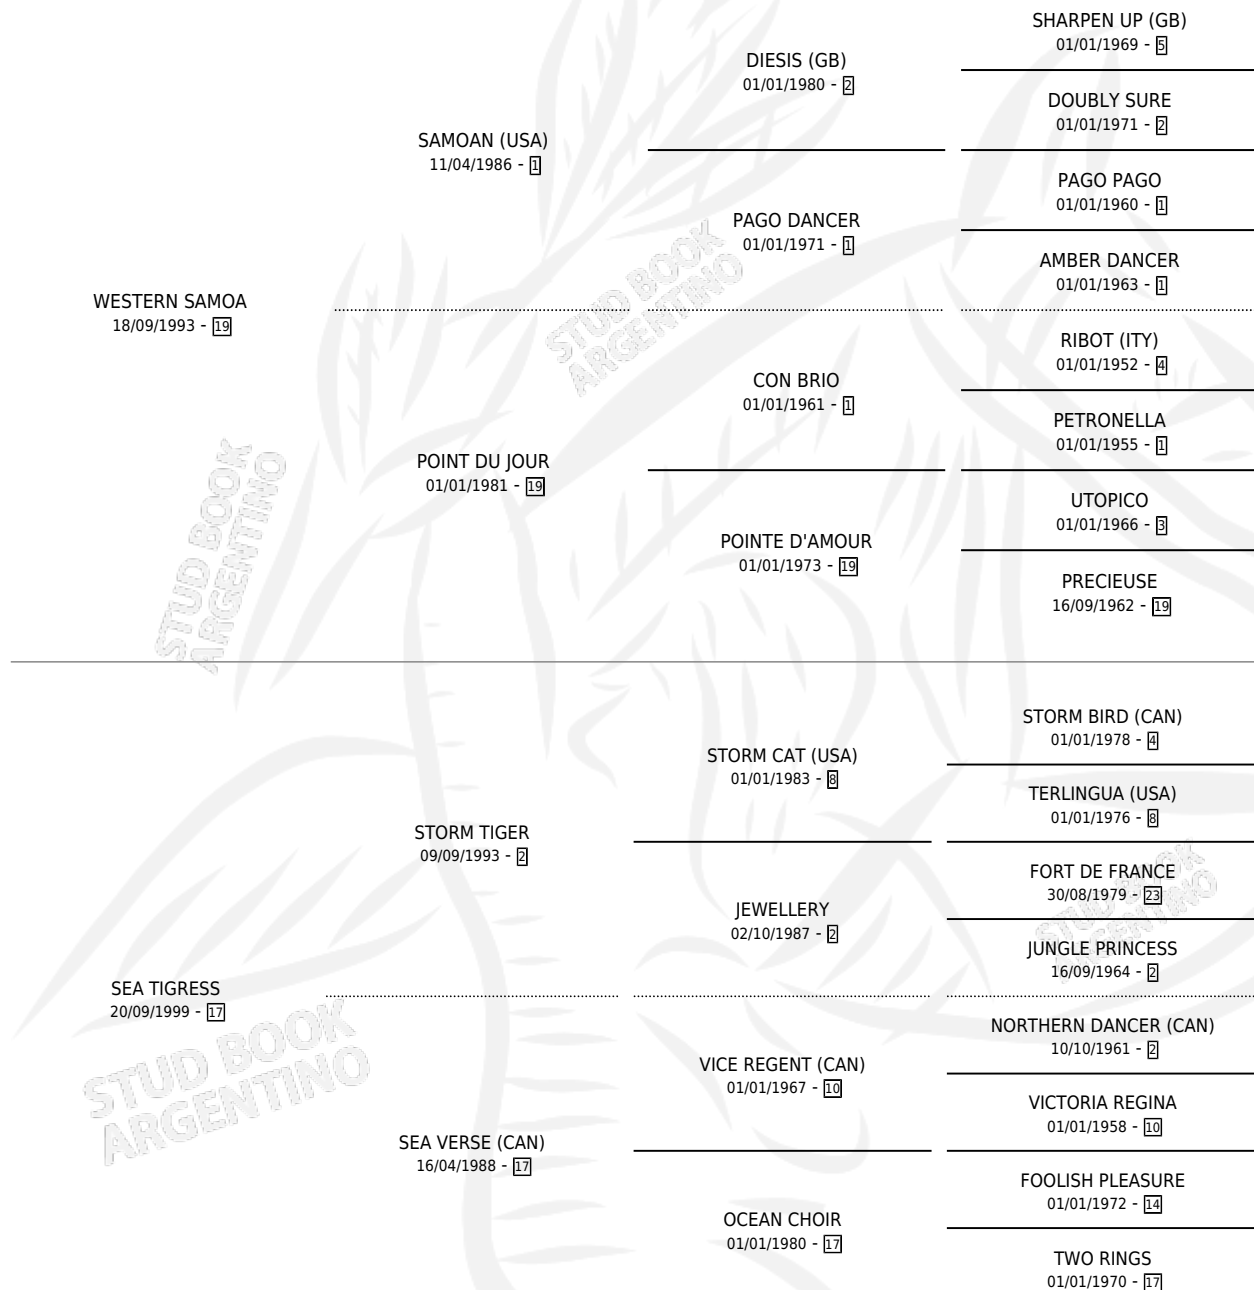 SHARPEN UP (GB)
01/01/1969 - 5
DIESIS (GB)
01/01/1980 - 2
DOUBLY SURE
01/01/1971 - 2
SAMOAN (USA)
11/04/1986 - 1
PAGO PAGO
01/01/1960 - 1
PAGO DANCER
01/01/1971 - 1
AMBER DANCER
01/01/1963 - 1
WESTERN SAMOA
18/09/1993 - 19
RIBOT (ITY)
01/01/1952 - 4
CON BRIO
01/01/1961 - 1
PETRONELLA
01/01/1955 - 1
POINT DU JOUR
01/01/1981 - 19
UTOPICO
01/01/1966 - 3
POINTE D'AMOUR
01/01/1973 - 19
PRECIEUSE
16/09/1962 - 19
STORM BIRD (CAN)
01/01/1978 - 4
STORM CAT (USA)
01/01/1983 - 8
TERLINGUA (USA)
01/01/1976 - 8
STORM TIGER
09/09/1993 - 2
FORT DE FRANCE
30/08/1979 - 23
JEWELLERY
02/10/1987 - 2
JUNGLE PRINCESS
16/09/1964 - 2
SEA TIGRESS
20/09/1999 - 17
NORTHERN DANCER (CAN)
10/10/1961 - 2
VICE REGENT (CAN)
01/01/1967 - 10
VICTORIA REGINA
01/01/1958 - 10
SEA VERSE (CAN)
16/04/1988 - 17
FOOLISH PLEASURE
01/01/1972 - 14
OCEAN CHOIR
01/01/1980 - 17
TWO RINGS
01/01/1970 - 17
STUD BOOK
ARGENTINO
STUD BOOK
ARGENTINO
STUD BOOK
ARGENTINO
STUD BOOK
ARGENTINO